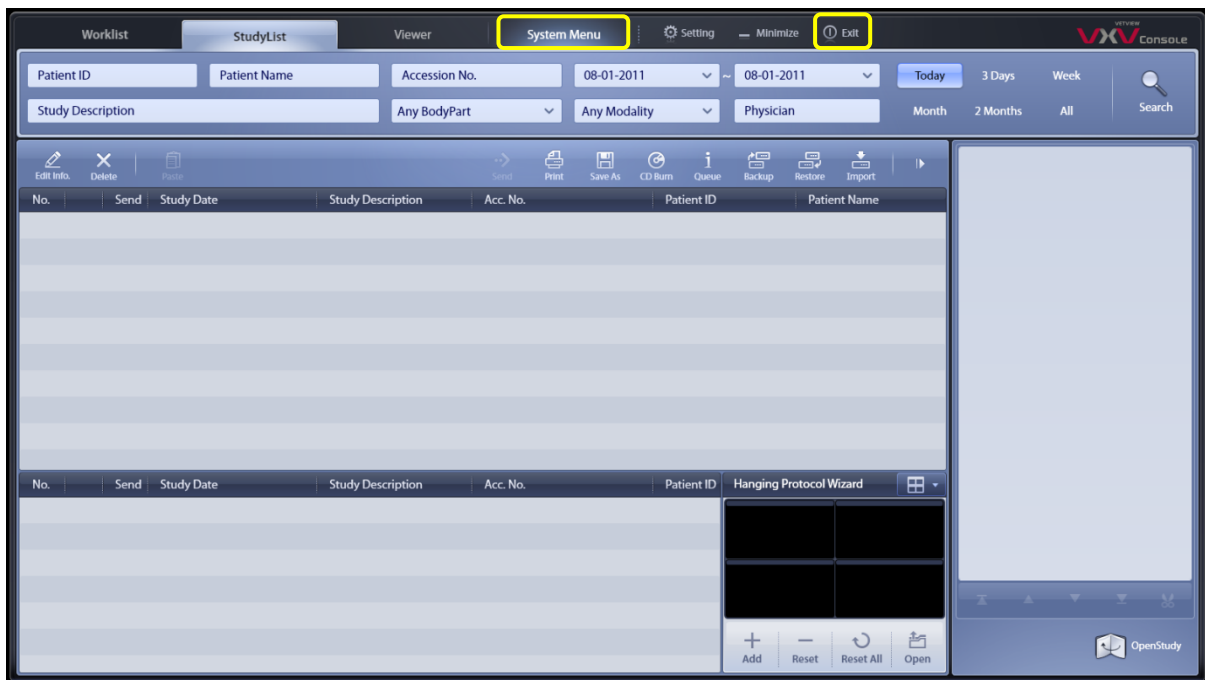 Worklist StudyList Viewer System Menu Setting Minimize Exit VETVIEW
VXV Console
Patient ID Patient Name Accession No. 08-01-2011 ~ 08-01-2011 Today 3 Days Week
Study Description Any BodyPart Any Modality Physician Month 2 Months All Search
Edit Info. Delete Paste Send Print Save As CD Burn Queue Backup Restore Import
No. Send Study Date Study Description Acc. No. Patient ID Patient Name
No. Send Study Date Study Description Acc. No. Patient ID Hanging Protocol Wizard
Add Reset Reset All Open OpenStudy